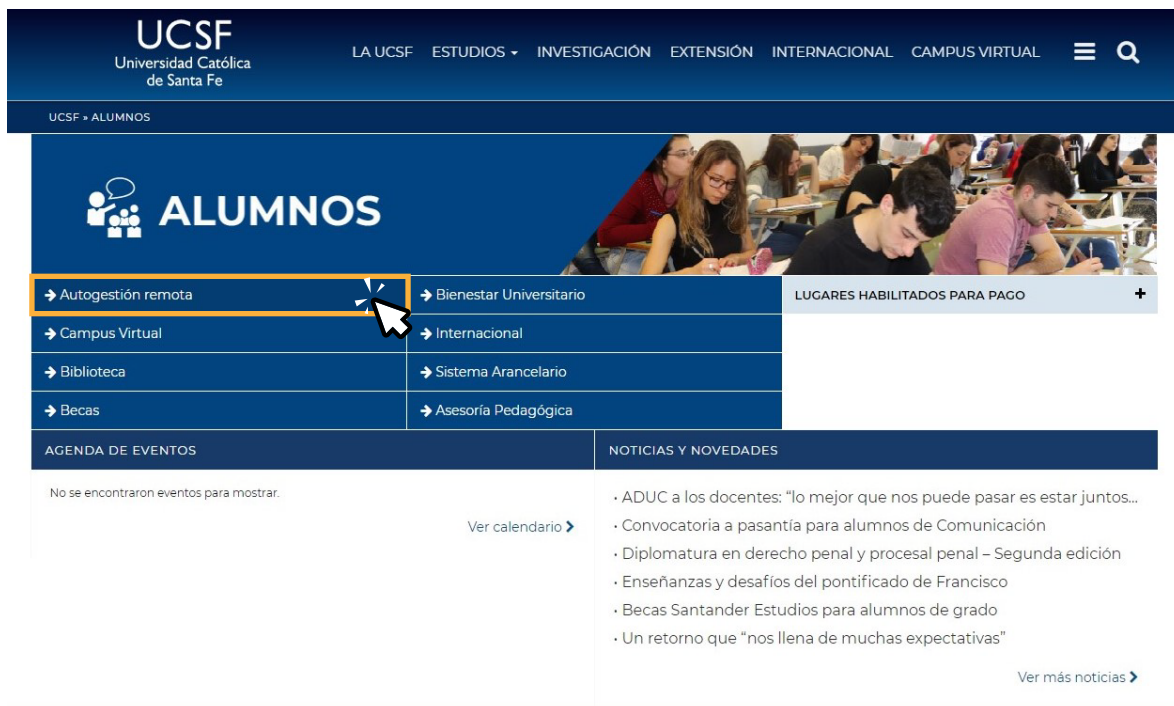 UCSF
Universidad Católica
de Santa Fe
LA UCSF ESTUDIOS INVESTIGACIÓN EXTENSIÓN INTERNACIONAL CAMPUS VIRTUAL
UCSF » ALUMNOS
ALUMNOS
Autogestión remota
Bienestar Universitario
LUGARES HABILITADOS PARA PAGO +
Campus Virtual
Internacional
Biblioteca
Sistema Arancelario
Becas
Asesoría Pedagógica
AGENDA DE EVENTOS
No se encontraron eventos para mostrar.
Ver calendario
NOTICIAS Y NOVEDADES
· ADUC a los docentes: “lo mejor que nos puede pasar es estar juntos...
· Convocatoria a pasantía para alumnos de Comunicación
· Diplomatura en derecho penal y procesal penal – Segunda edición
· Enseñanzas y desafíos del pontificado de Francisco
· Becas Santander Estudios para alumnos de grado
· Un retorno que “nos llena de muchas expectativas”
Ver más noticias